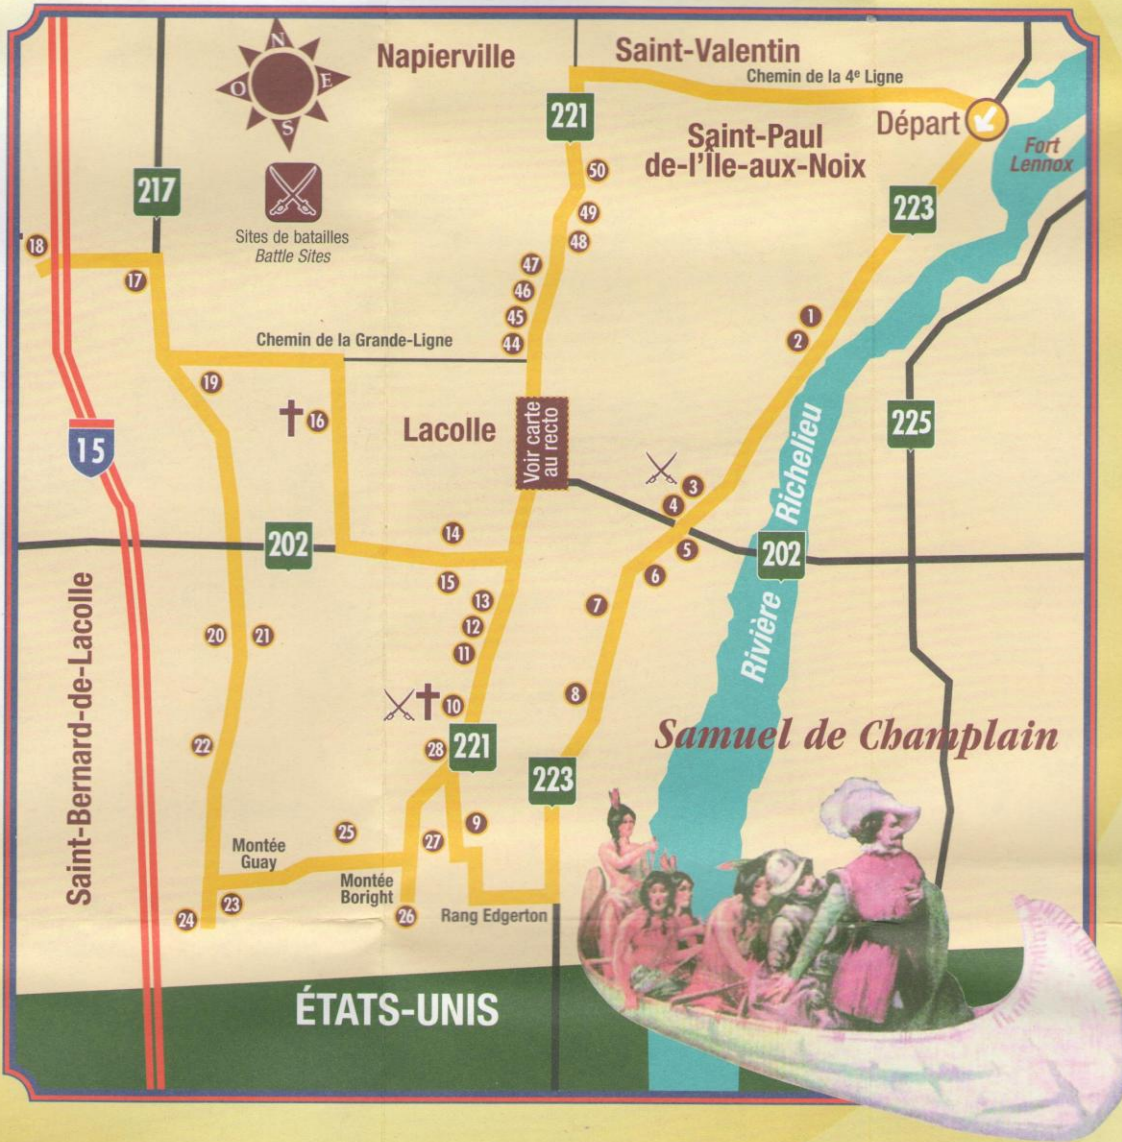 N
O
E
S
Napierville
Saint-Valentin
Chemin de la 4e Ligne
Départ
221
Saint-Paul
de-l'Île-aux-Noix
Fort
Lennox
217
223
Sites de batailles
Battle Sites
50
49
48
18
17
47
46
45
44
1
2
Chemin de la Grande-Ligne
19
16
Lacolle
Voir carte
au recto
225
15
3
4
Rivière Richelieu
202
14
5
202
6
15
13
12
11
7
20
21
Saint-Bernard-de-Lacolle
10
8
22
28
221
Samuel de Champlain
223
9
25
27
Montée
Guay
Montée
Boright
23
24
26
Rang Edgerton
ÉTATS-UNIS